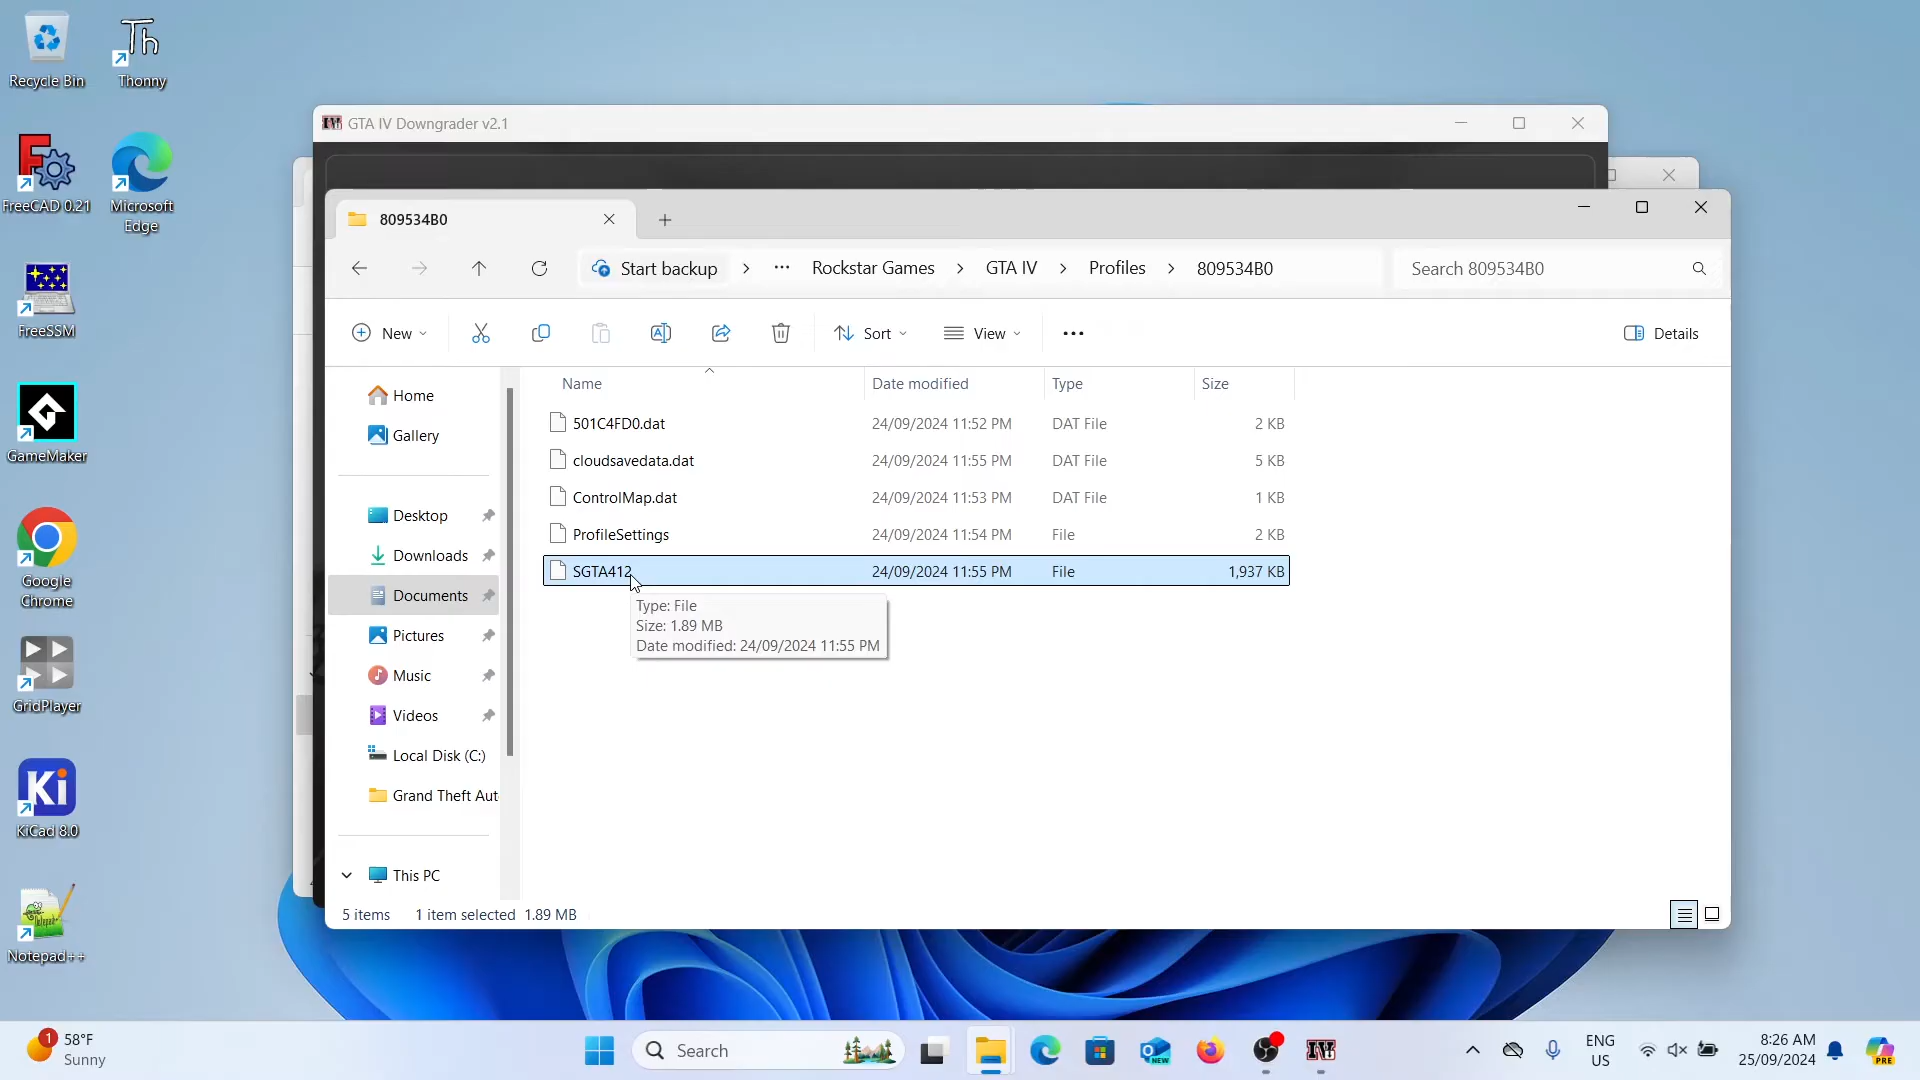 Recycle Bin
Thonny
FreeCAD 0.21
Microsoft
Edge
FreeSSM
GameMaker
Google
Chrome
GridPlayer
KiCad 8.0
Notepad++
GTA IV Downgrader v2.1
809534B0
Start backup
Rockstar Games
GTA IV
Profiles
809534B0
Search 809534B0
New
Sort
View
Details
Home
Gallery
Desktop
Downloads
Documents
Pictures
Music
Videos
Local Disk (C:)
Grand Theft Aut
This PC
Name Date modified Type Size
501C4FD0.dat 24/09/2024 11:52 PM DAT File 2 KB
cloudsavedata.dat 24/09/2024 11:55 PM DAT File 5 KB
ControlMap.dat 24/09/2024 11:53 PM DAT File 1 KB
ProfileSettings 24/09/2024 11:54 PM File 2 KB
SGTA412 24/09/2024 11:55 PM File 1,937 KB
Type: File
Size: 1.89 MB
Date modified: 24/09/2024 11:55 PM
5 items 1 item selected 1.89 MB
1
58°F
Sunny
Search
NEW
IV
ENG
US
8:26 AM
25/09/2024
PRE